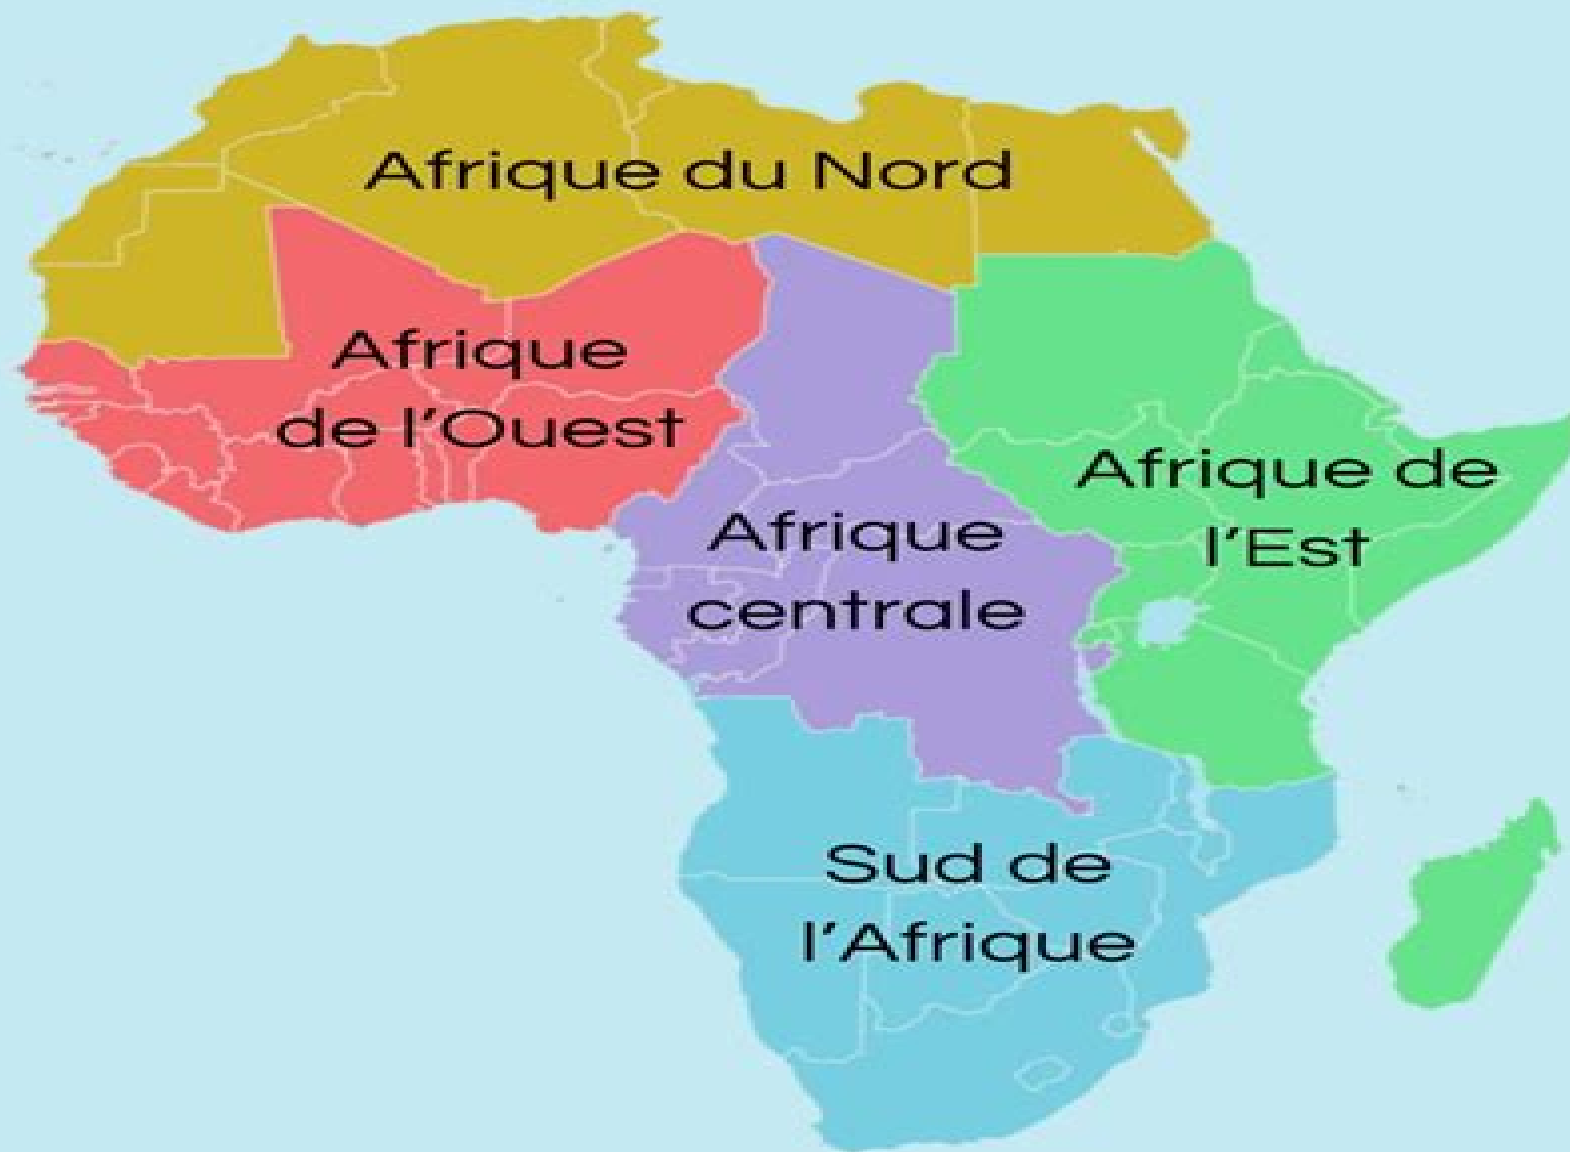 Afrique du Nord
Afrique
de l'Ouest
Afrique de
l'Est
Afrique
centrale
Sud de
l'Afrique